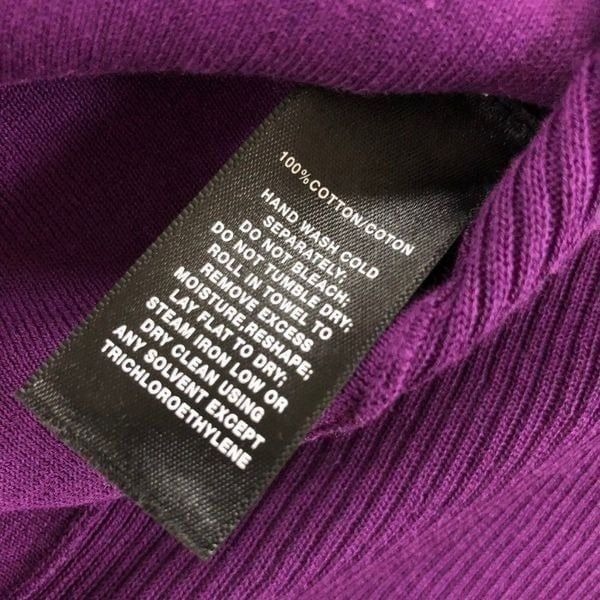 100% COTTON/COTON
HAND WASH COLD
SEPARATELY.
DO NOT BLEACH;
DO NOT TUMBLE DRY;
ROLL IN TOWEL TO
REMOVE EXCESS
MOISTURE,RESHAPE;
LAY FLAT TO DRY;
STEAM IRON LOW OR
DRY CLEAN USING
ANY SOLVENT EXCEPT
TRICHLOROETHYLENE